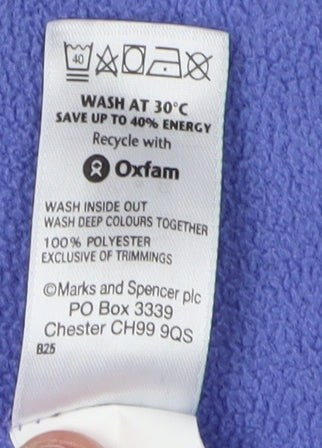 40
WASH AT 30°C
SAVE UP TO 40% ENERGY
Recycle with
Oxfam
WASH INSIDE OUT
WASH DEEP COLOURS TOGETHER
100% POLYESTER
EXCLUSIVE OF TRIMMINGS
©Marks and Spencer plc
PO Box 3339
Chester CH99 9QS
B25